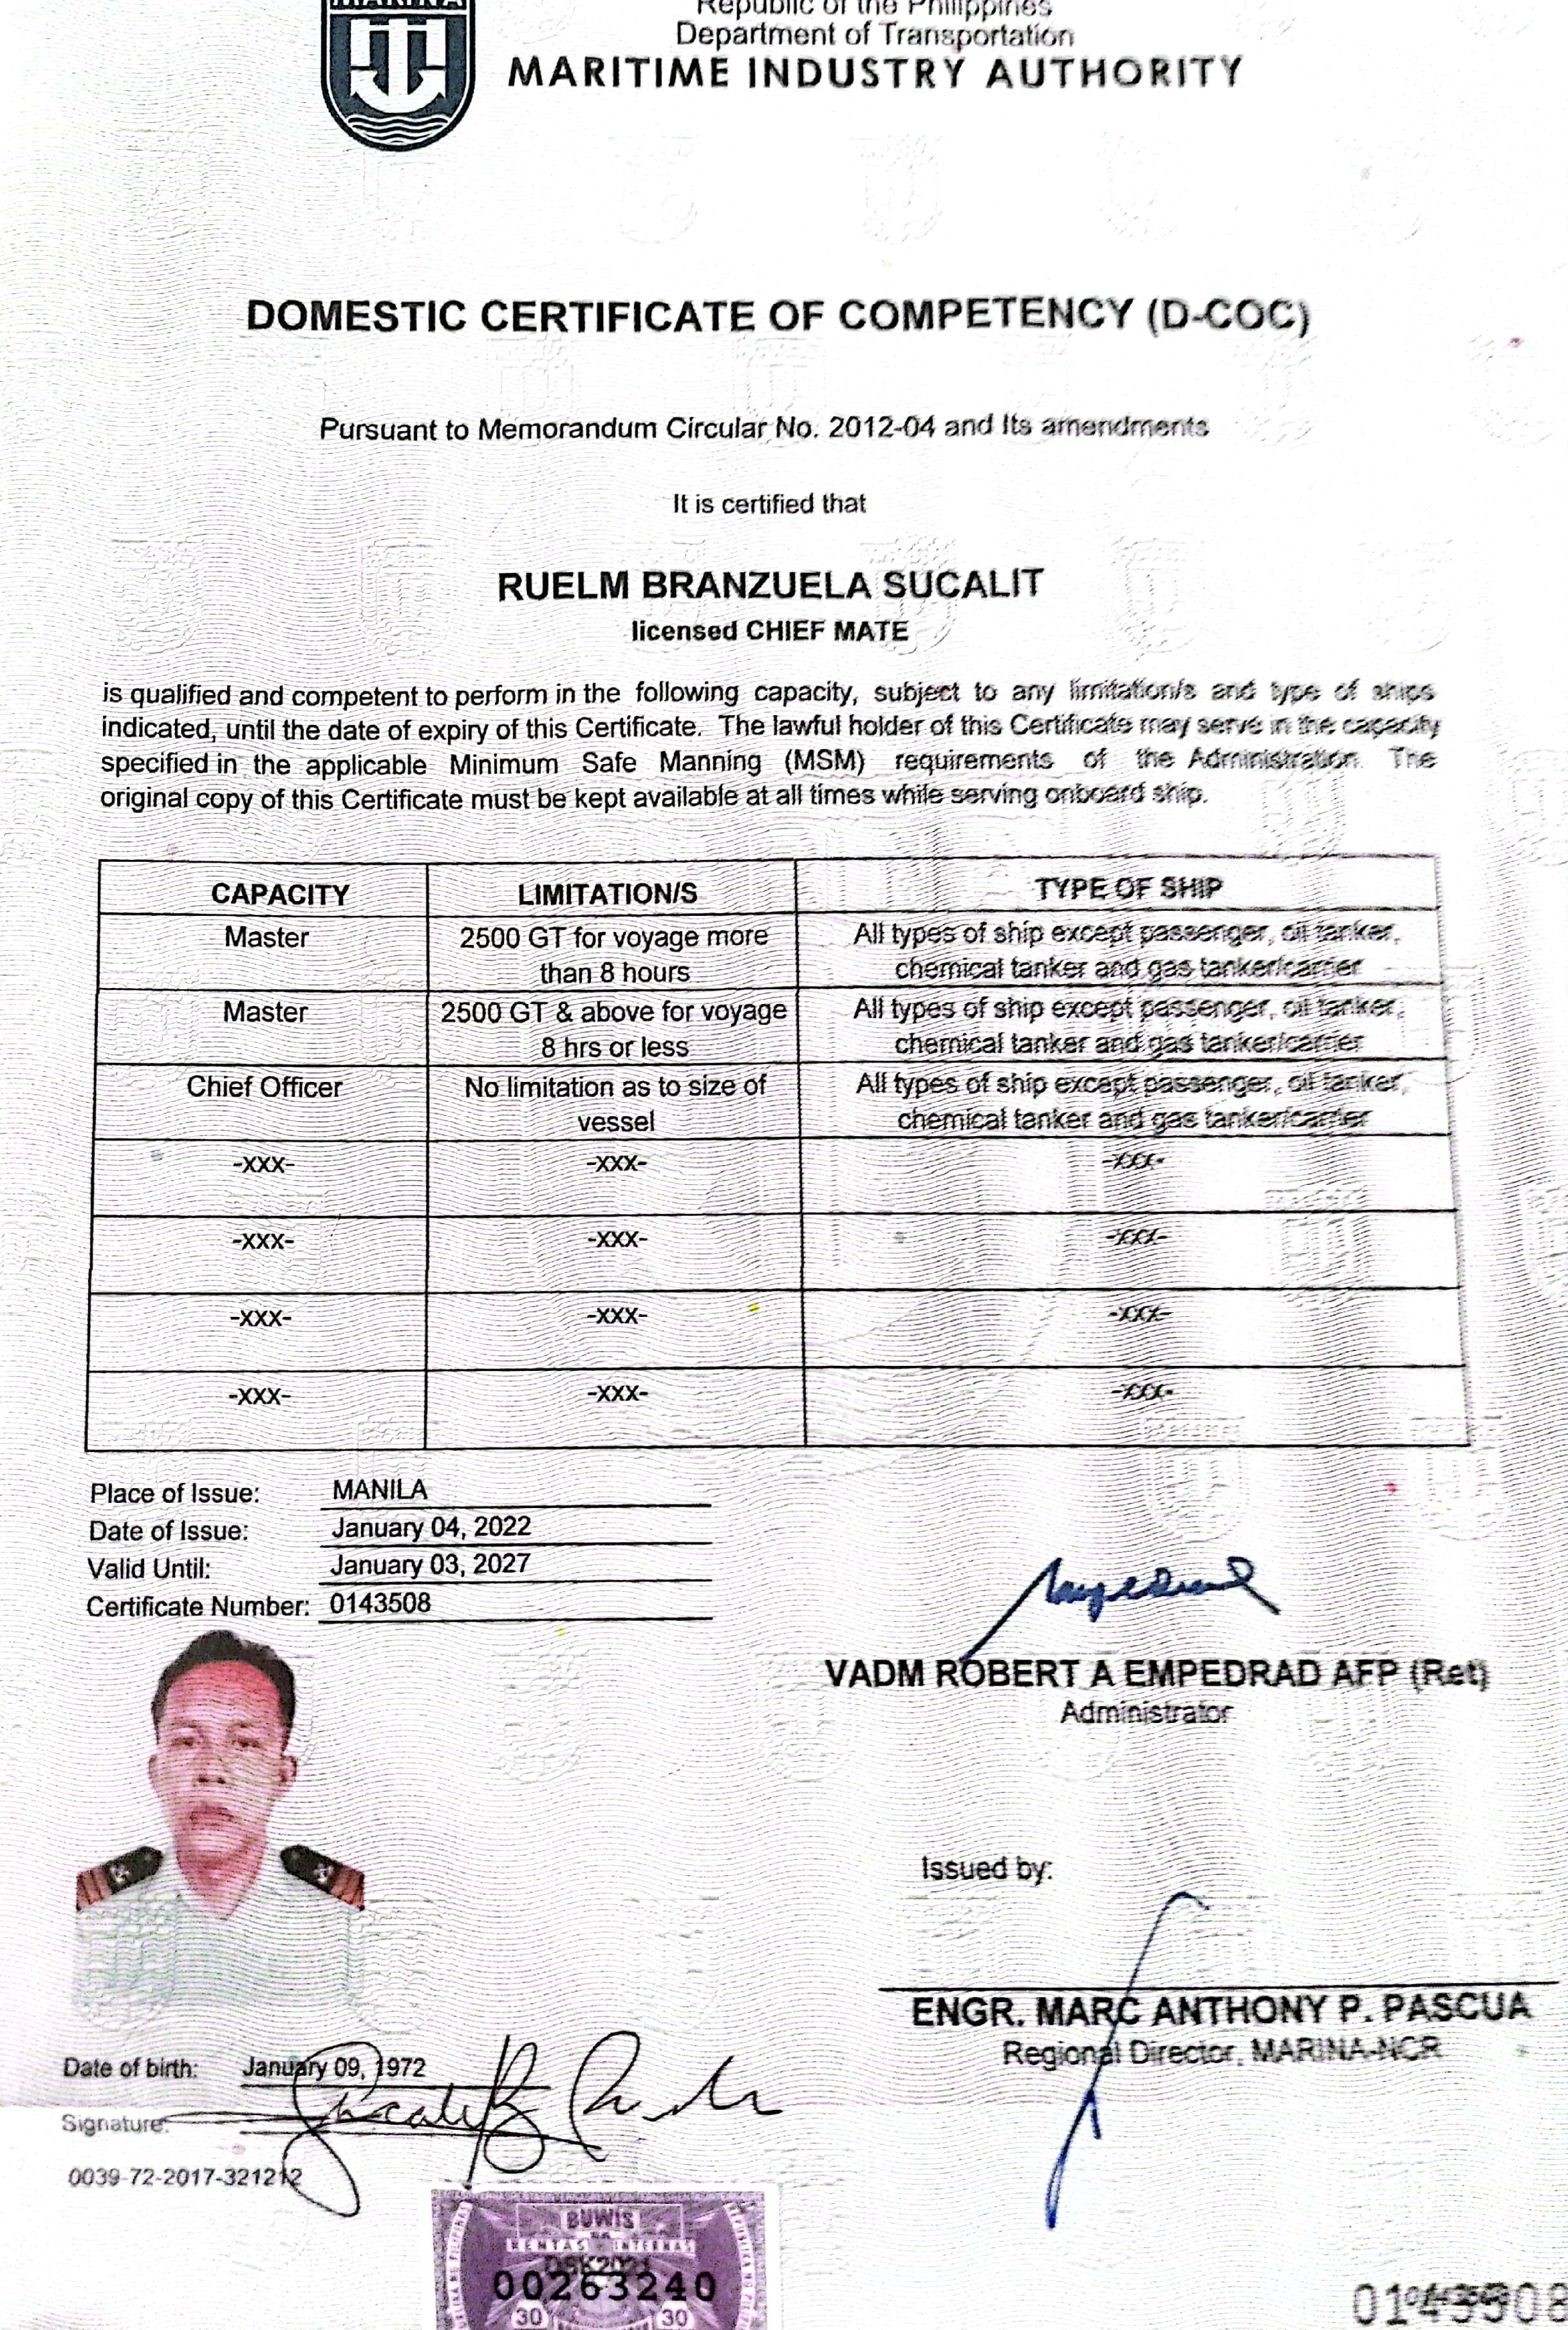 MARINA
Republic of the Philippines
Department of Transportation
MARITIME INDUSTRY AUTHORITY
DOMESTIC CERTIFICATE OF COMPETENCY (D-COC)
Pursuant to Memorandum Circular No. 2012-04 and Its amendments
It is certified that
RUELM BRANZUELA SUCALIT
licensed CHIEF MATE
is qualified and competent to perform in the following capacity, subject to any limitation/s and type of ships
indicated, until the date of expiry of this Certificate. The lawful holder of this Certificate may serve in the capacity
specified in the applicable Minimum Safe Manning (MSM) requirements of the Administration. The
original copy of this Certificate must be kept available at all times while serving onboard ship.
CAPACITY LIMITATION/S TYPE OF SHIP
Master 2500 GT for voyage more All types of ship except passenger, oil tanker,
than 8 hours chemical tanker and gas tanker/carrier
Master 2500 GT & above for voyage All types of ship except passenger, oil tanker,
8 hrs or less chemical tanker and gas tanker/carrier
Chief Officer No limitation as to size of All types of ship except passenger, oil tanker,
vessel chemical tanker and gas tanker/carrier
-XXX- -XXX- -XXX-
-XXX- -XXX- -XXX-
-XXX- -XXX- -XXX-
-XXX- -XXX- -XXX-
Place of Issue: MANILA
Date of Issue: January 04, 2022
Valid Until: January 03, 2027
Certificate Number: 0143508
VADM ROBERT A EMPEDRAD AFP (Ret)
Administrator
Issued by:
ENGR. MARC ANTHONY P. PASCUA
Regional Director, MARINA-NCR
Date of birth: January 09, 1972
Signature:
0039-72-2017-321212
BUWIS
RENTAS INTERNAS
00263240
30 30